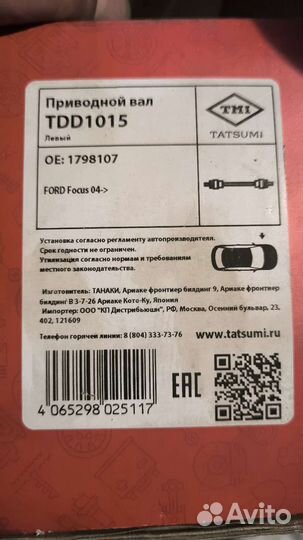 Приводной вал
TDD1015
Левый
TMI
TATSUMI
OE: 1798107
FORD Focus 04->
Установка согласно регламенту автопроизводителя.
Срок годности не ограничен.
Утилизация согласно нормам и требованиям
местного законодательства.
Изготовитель: ТАНАКИ, Ариаке фронтиер билдинг 9, Ариаке фронтиер
билдинг В 3-7-26 Ариаке Кото-Ку, Япония
Импортер: ООО "КП Дистрибьюшн", РФ, Москва, Осенний бульвар, 23,
402, 121609
Телефон горячей линии: 8 (804) 333-73-76
www.tatsumi.ru
4 065298 025117
EAC
Avito